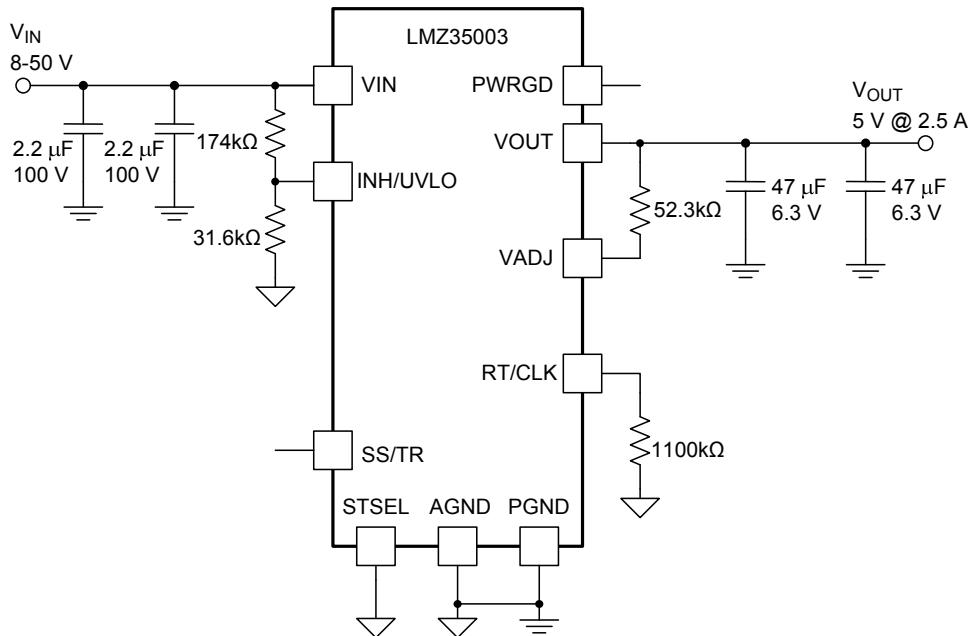 LMZ35003
VIN
8-50 V
VIN
PWRGD
VOUT
5 V @ 2.5 A
VOUT
2.2 μF
100 V
2.2 μF
100 V
174kΩ
INH/UVLO
31.6kΩ
52.3kΩ
47 μF
6.3 V
47 μF
6.3 V
VADJ
RT/CLK
1100kΩ
SS/TR
STSEL AGND PGND